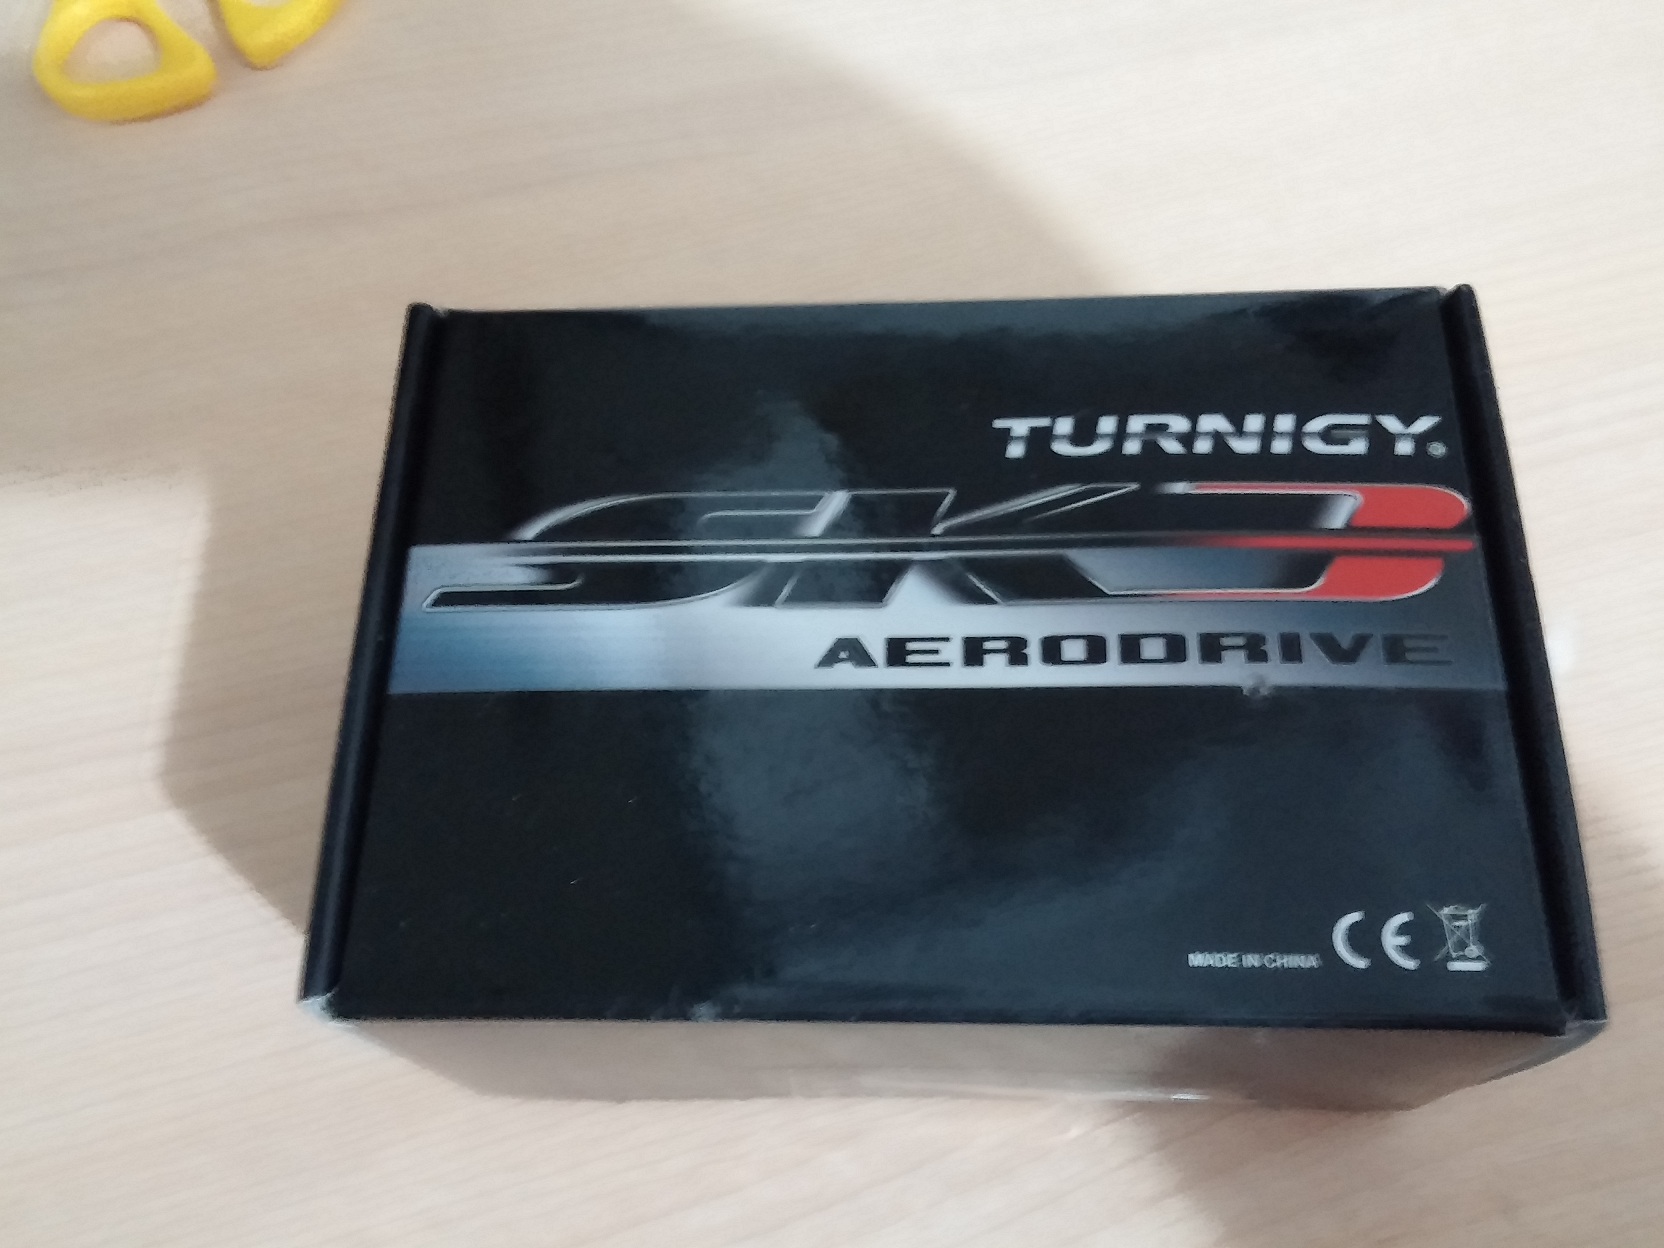 TURNIGY®
SK3
AERODRIVE
MADE IN CHINA CE